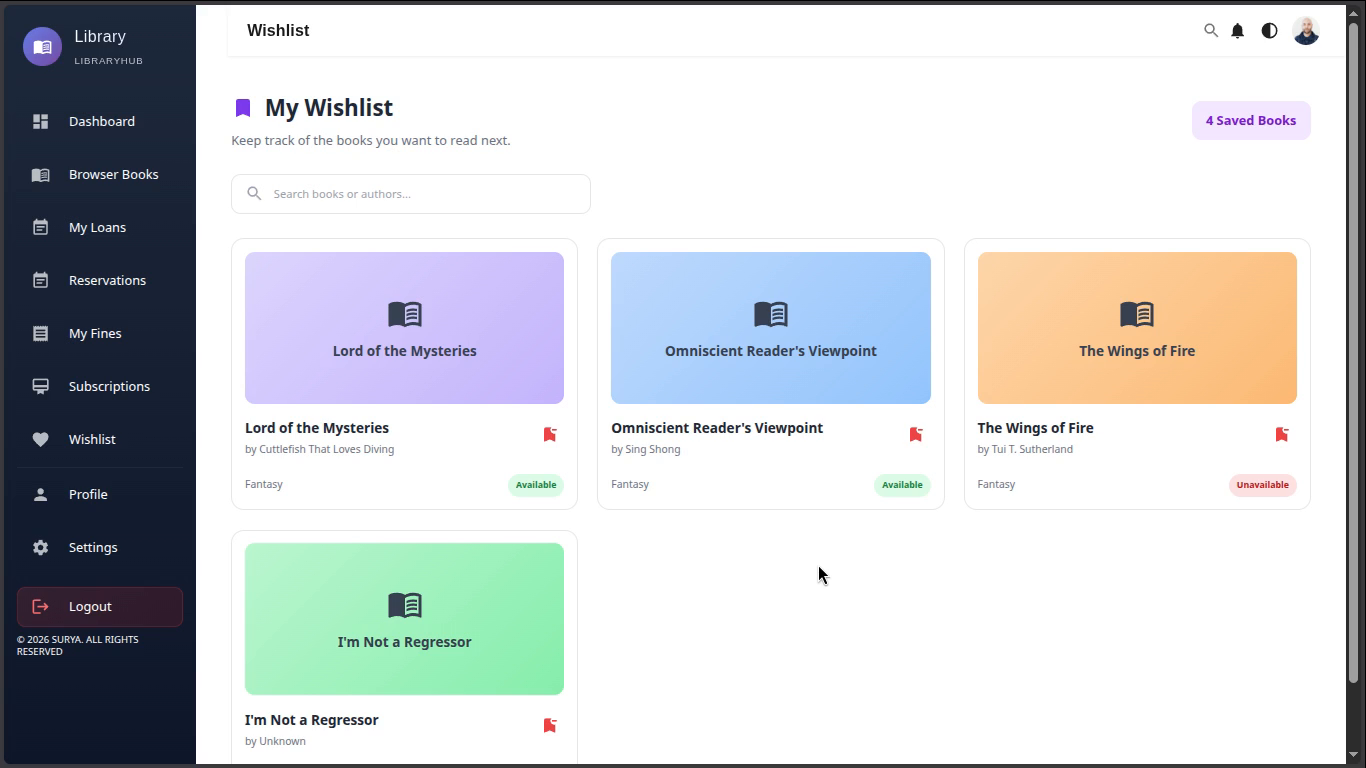 Library
LIBRARYHUB
Dashboard
Browser Books
My Loans
Reservations
My Fines
Subscriptions
Wishlist
Profile
Settings
Logout
© 2026 SURYA. ALL RIGHTS
RESERVED
Wishlist
My Wishlist
Keep track of the books you want to read next.
4 Saved Books
Search books or authors...
Lord of the Mysteries
Lord of the Mysteries
by Cuttlefish That Loves Diving
Fantasy
Available
Omniscient Reader's Viewpoint
Omniscient Reader's Viewpoint
by Sing Shong
Fantasy
Available
The Wings of Fire
The Wings of Fire
by Tui T. Sutherland
Fantasy
Unavailable
I'm Not a Regressor
I'm Not a Regressor
by Unknown